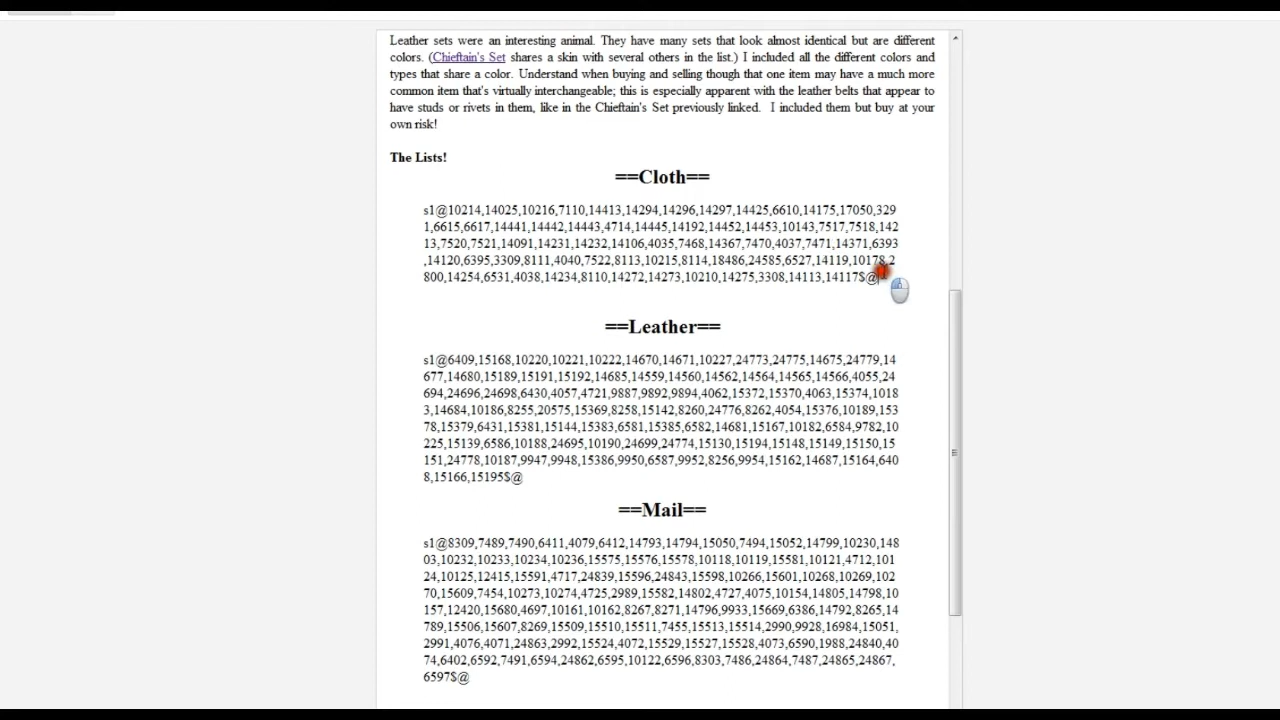 Leather sets were an interesting animal. They have many sets that look almost identical but are different
colors. (Chieftain's Set shares a skin with several others in the list.) I included all the different colors and
types that share a color. Understand when buying and selling though that one item may have a much more
common item that's virtually interchangeable; this is especially apparent with the leather belts that appear to
have studs or rivets in them, like in the Chieftain's Set previously linked. I included them but buy at your
own risk!
The Lists!
==Cloth==
s1@10214,14025,10216,7110,14413,14294,14296,14297,14425,6610,14175,17050,329
1,6615,6617,14441,14442,14443,4714,14445,14192,14452,14453,10143,7517,7518,142
13,7520,7521,14091,14231,14232,14106,4035,7468,14367,7470,4037,7471,14371,6393
,14120,6395,3309,8111,4040,7522,8113,10215,8114,18486,24585,6527,14119,10178,2
800,14254,6531,4038,14234,8110,14272,14273,10210,14275,3308,14113,14117$@
==Leather==
s1@6409,15168,10220,10221,10222,14670,14671,10227,24773,24775,14675,24779,14
677,14680,15189,15191,15192,14685,14559,14560,14562,14564,14565,14566,4055,24
694,24696,24698,6430,4057,4721,9887,9892,9894,4062,15372,15370,4063,15374,1018
3,14684,10186,8255,20575,15369,8258,15142,8260,24776,8262,4054,15376,10189,153
78,15379,6431,15381,15144,15383,6581,15385,6582,14681,15167,10182,6584,9782,10
225,15139,6586,10188,24695,10190,24699,24774,15130,15194,15148,15149,15150,15
151,24778,10187,9947,9948,15386,9950,6587,9952,8256,9954,15162,14687,15164,640
8,15166,15195$@
==Mail==
s1@8309,7489,7490,6411,4079,6412,14793,14794,15050,7494,15052,14799,10230,148
03,10232,10233,10234,10236,15575,15576,15578,10118,10119,15581,10121,4712,101
24,10125,12415,15591,4717,24839,15596,24843,15598,10266,15601,10268,10269,102
70,15609,7454,10273,10274,4725,2989,15582,14802,4727,4075,10154,14805,14798,10
157,12420,15680,4697,10161,10162,8267,8271,14796,9933,15669,6386,14792,8265,14
789,15506,15607,8269,15509,15510,15511,7455,15513,15514,2990,9928,16984,15051,
2991,4076,4071,24863,2992,15524,4072,15529,15527,15528,4073,6590,1988,24840,40
74,6402,6592,7491,6594,24862,6595,10122,6596,8303,7486,24864,7487,24865,24867,
6597$@